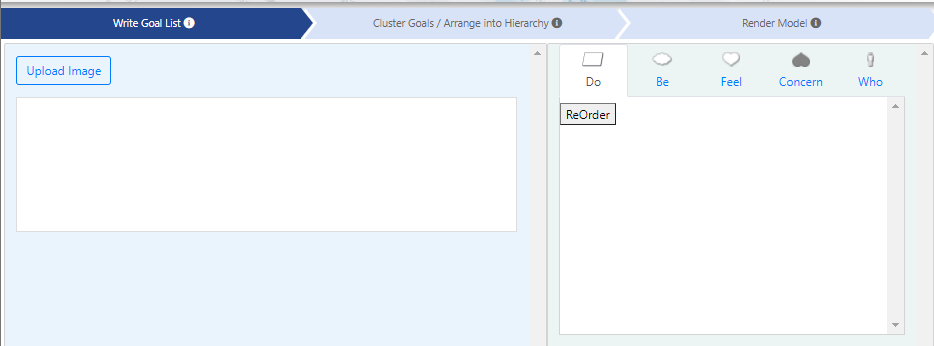 Write Goal List
Cluster Goals / Arrange into Hierarchy
Render Model
Upload Image
Do
Be
Feel
Concern
Who
ReOrder